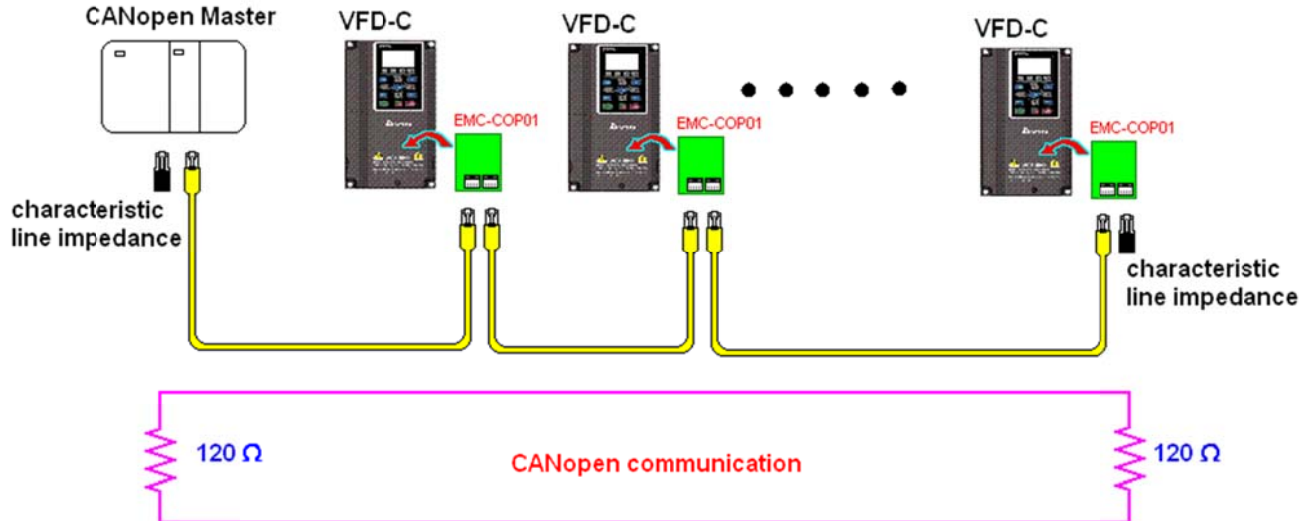 CANopen Master
VFD-C
VFD-C
VFD-C
EMC-COP01
EMC-COP01
EMC-COP01
characteristic
line impedance
characteristic
line impedance
120 Ω
CANopen communication
120 Ω